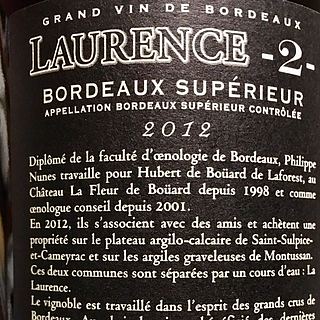 GRAND VIN DE BORDEAUX
LAURENCE -2-
BORDEAUX SUPÉRIEUR
APPELLATION BORDEAUX SUPÉRIEUR CONTRÔLÉE
2012
Diplômé de la faculté d'œnologie de Bordeaux, Philippe
Nunes travaille pour Hubert de Boüard de Laforest, au
Château La Fleur de Boüard depuis 1998 et comme
œnologue conseil depuis 2001.
En 2012, ils s'associent avec des amis et achètent une
propriété sur le plateau argilo-calcaire de Saint-Sulpice-
et-Cameyrac et sur les argiles graveleuses de Montussan.
Ces deux communes sont séparées par un cours d'eau : La
Laurence.
Le vignoble est travaillé dans l'esprit des grands crus de
Bordeaux. des dernières